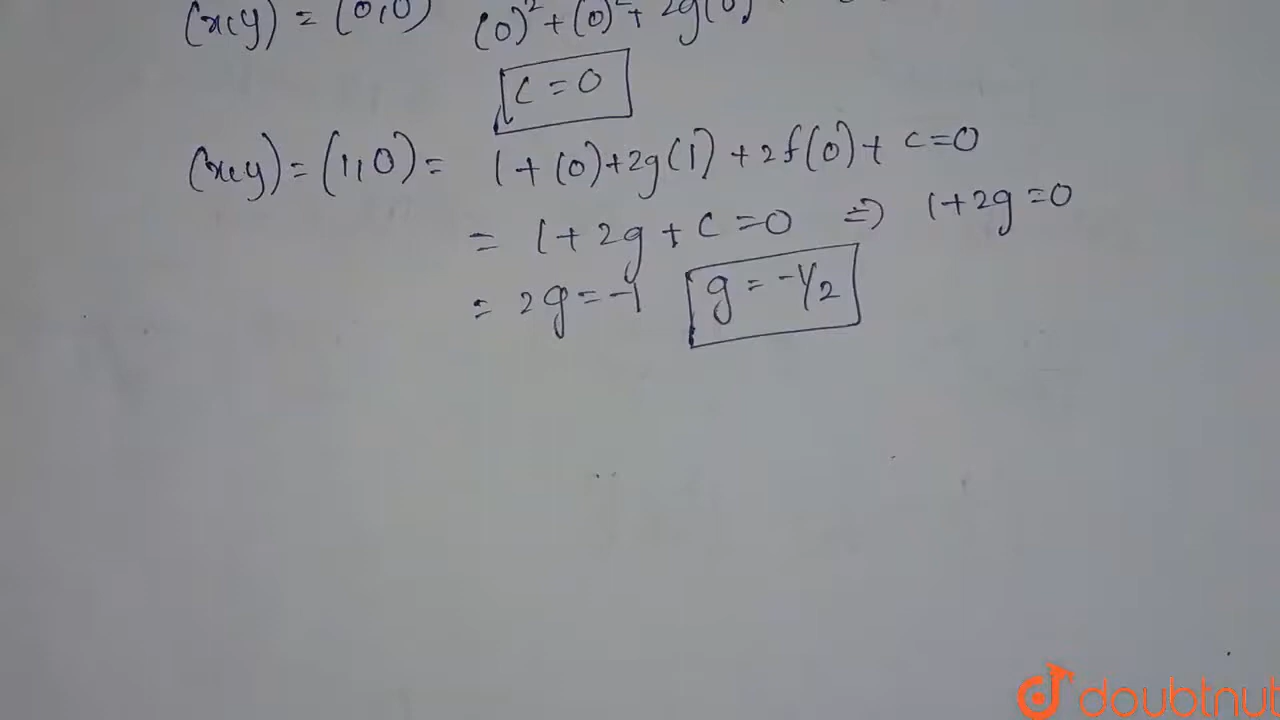 (x,y) = (0,0) (0)² + (0)² + 2g(0)
c = 0
(x,y) = (1,0) = 1 + (0) + 2g(1) + 2f(0) + c = 0
= 1 + 2g + c = 0 ⇒ 1 + 2g = 0
= 2g = -1 g = -1/2
doubtnut